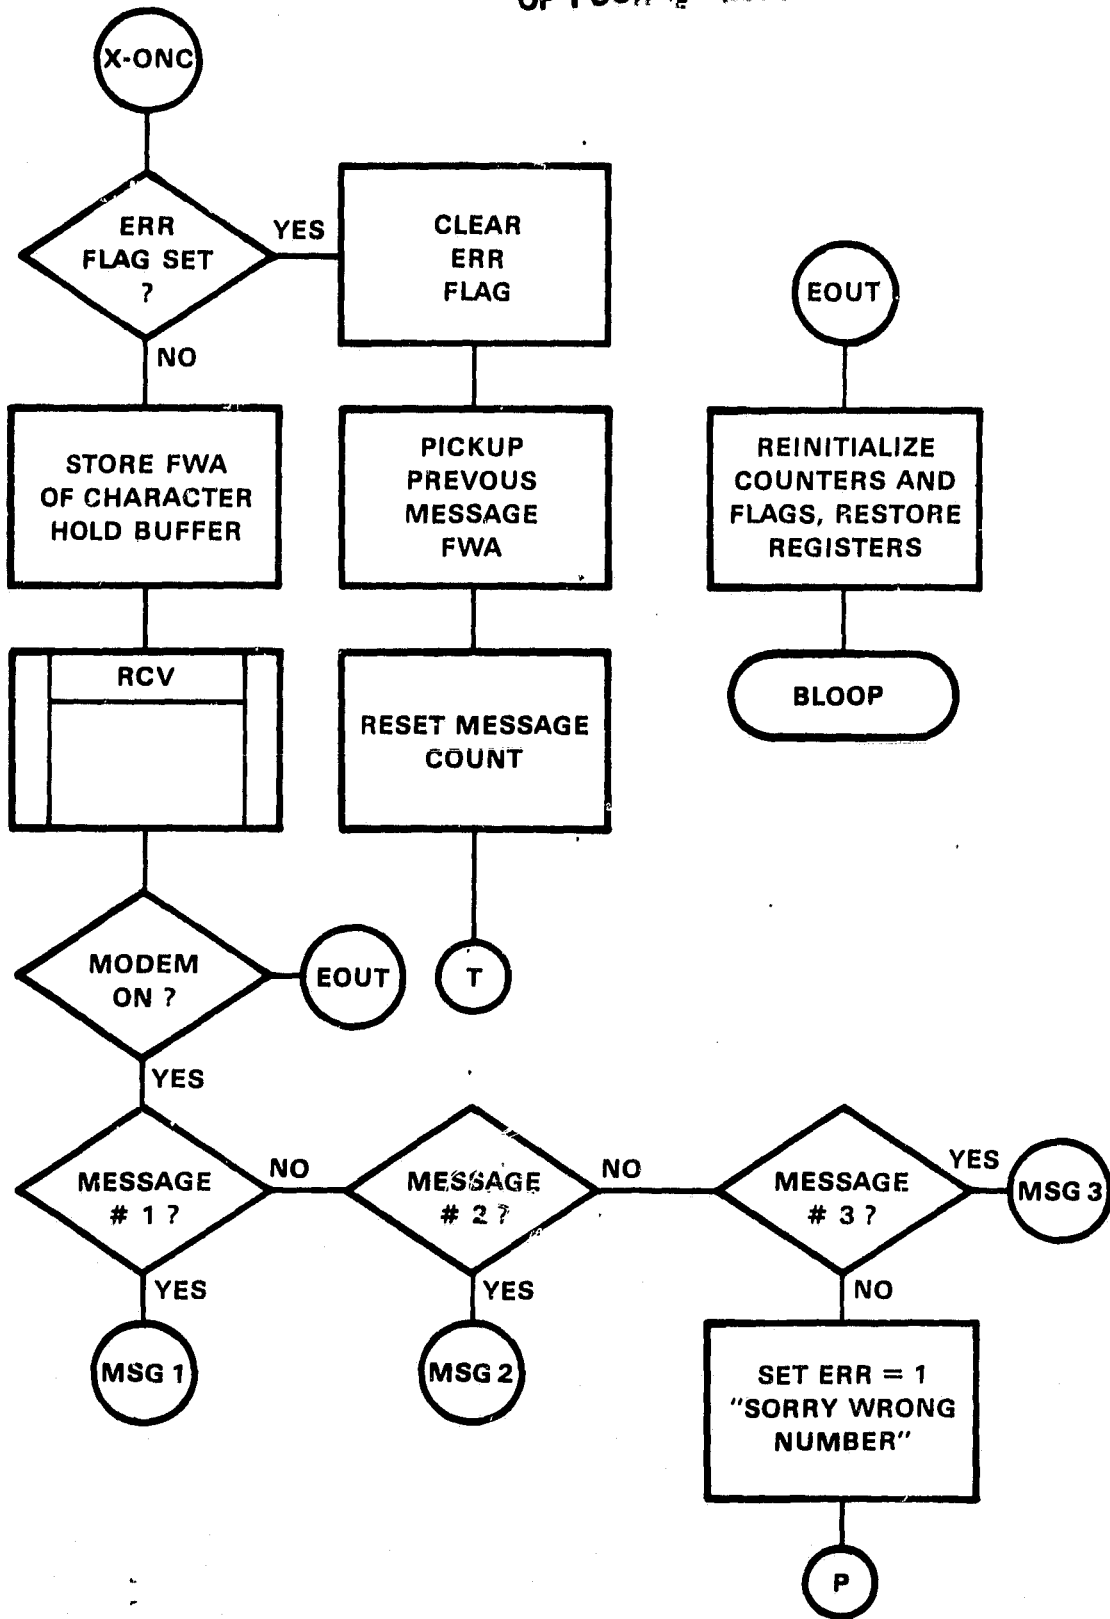 X-ONC
ERR
FLAG SET
?
YES
NO
CLEAR
ERR
FLAG
STORE FWA
OF CHARACTER
HOLD BUFFER
PICKUP
PREVOUS
MESSAGE
FWA
RCV
RESET MESSAGE
COUNT
T
MODEM
ON ?
EOUT
YES
MESSAGE
# 1 ?
YES
MSG 1
NO
MESSAGE
# 2 ?
YES
MSG 2
NO
MESSAGE
# 3 ?
YES
MSG 3
NO
SET ERR = 1
"SORRY WRONG
NUMBER"
P
EOUT
REINITIALIZE
COUNTERS AND
FLAGS, RESTORE
REGISTERS
BLOOP